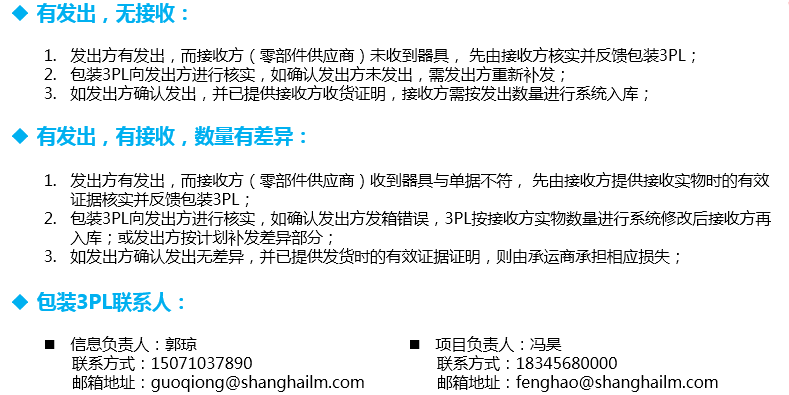 ◆ 有发出，无接收：
1. 发出方有发出，而接收方（零部件供应商）未收到器具， 先由接收方核实并反馈包装3PL；
2. 包装3PL向发出方进行核实，如确认发出方未发出，需发出方重新补发；
3. 如发出方确认发出，并已提供接收方收货证明，接收方需按发出数量进行系统入库；
◆ 有发出，有接收，数量有差异：
1. 发出方有发出，而接收方（零部件供应商）收到器具与单据不符， 先由接收方提供接收实物时的有效
证据核实并反馈包装3PL；
2. 包装3PL向发出方进行核实，如确认发出方发箱错误，3PL按接收方实物数量进行系统修改后接收方再
入库；或发出方按计划补发差异部分；
3. 如发出方确认发出无差异，并已提供发货时的有效证据证明，则由承运商承担相应损失；
◆ 包装3PL联系人：
■ 信息负责人：郭琼
联系方式：15071037890
邮箱地址：guoqiong@shanghailm.com
■ 项目负责人：冯昊
联系方式：18345680000
邮箱地址：fenghao@shanghailm.com